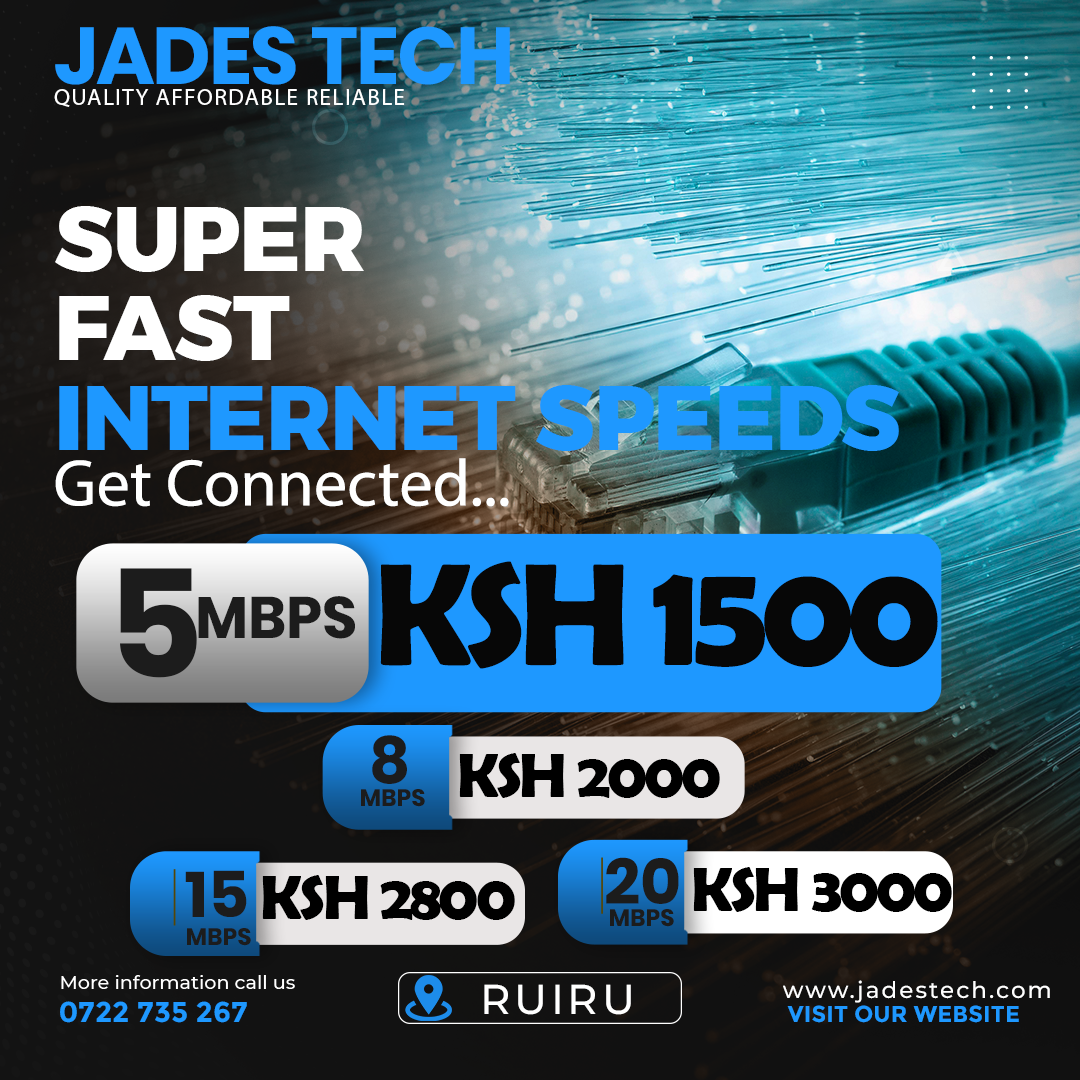 JADES TECH
QUALITY AFFORDABLE RELIABLE
SUPER
FAST
INTERNET SPEEDS
Get Connected...
5MBPS KSH 1500
8 MBPS KSH 2000
15 MBPS KSH 2800
20 MBPS KSH 3000
More information call us
0722 735 267
RUIRU
www.jadestech.com
VISIT OUR WEBSITE